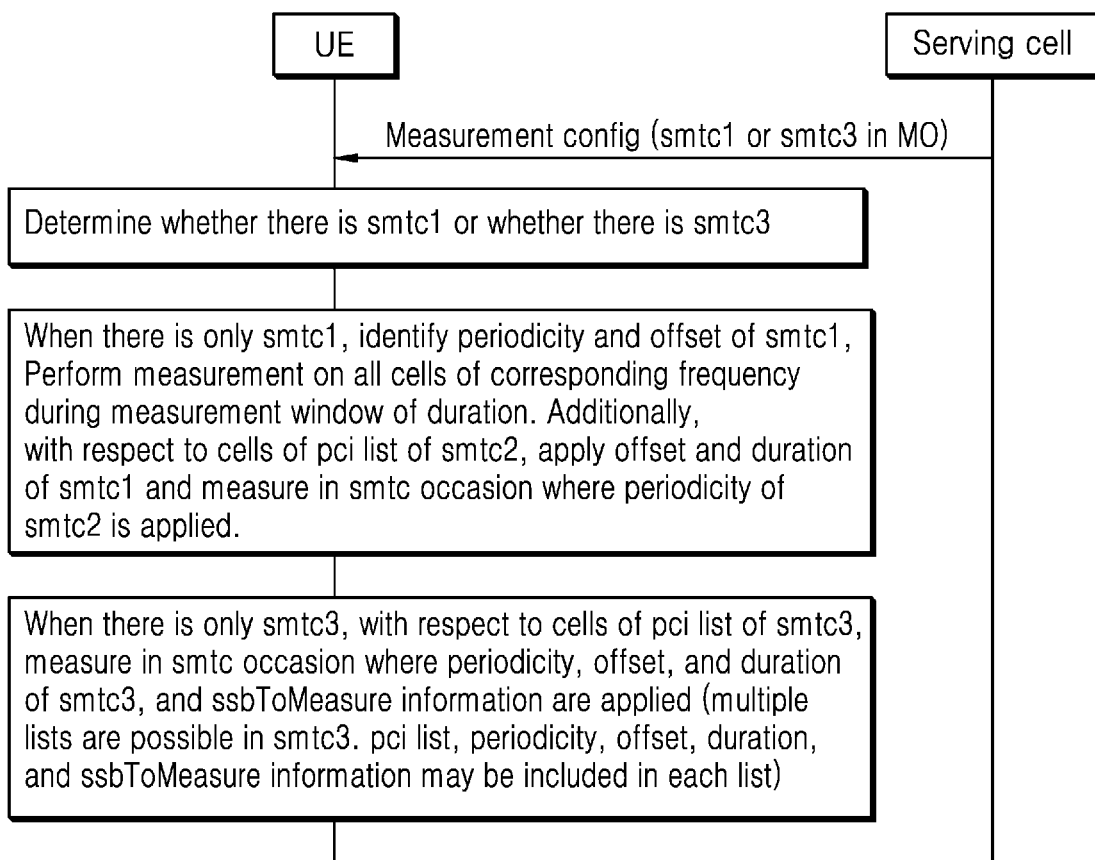 UE
Serving cell
Measurement config (smtc1 or smtc3 in MO)
Determine whether there is smtc1 or whether there is smtc3
When there is only smtc1, identify periodicity and offset of smtc1,
Perform measurement on all cells of corresponding frequency
during measurement window of duration. Additionally,
with respect to cells of pci list of smtc2, apply offset and duration
of smtc1 and measure in smtc occasion where periodicity of
smtc2 is applied.
When there is only smtc3, with respect to cells of pci list of smtc3,
measure in smtc occasion where periodicity, offset, and duration
of smtc3, and ssbToMeasure information are applied (multiple
lists are possible in smtc3. pci list, periodicity, offset, duration,
and ssbToMeasure information may be included in each list)